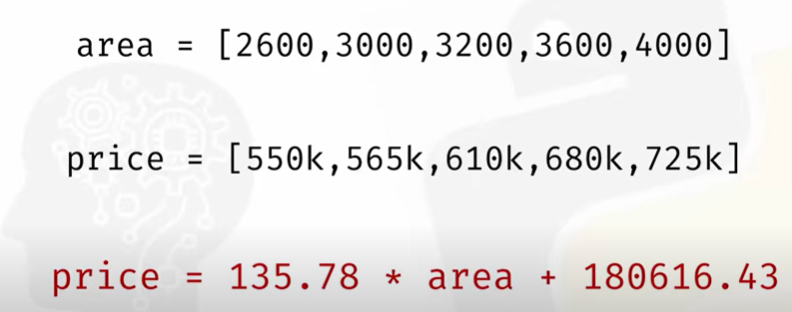 area = [2600,3000,3200,3600,4000]
price = [550k,565k,610k,680k,725k]
price = 135.78 * area + 180616.43